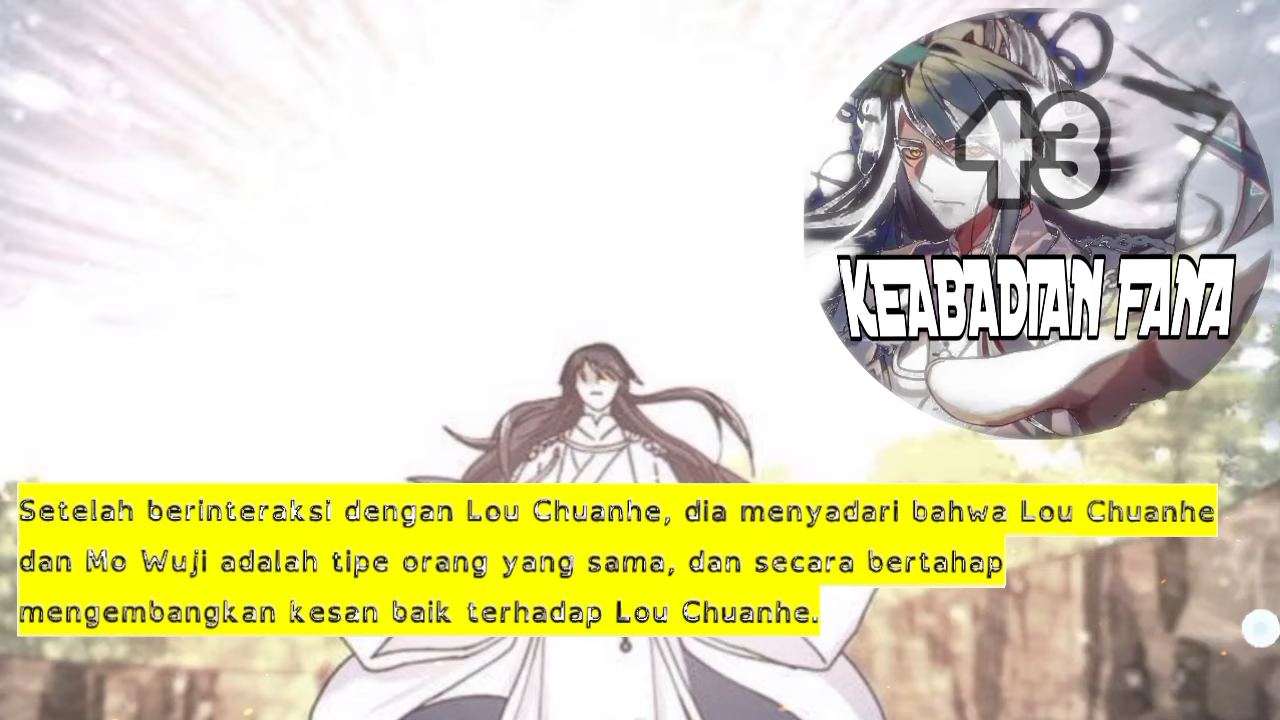 43
KEABADIAN FANA
Setelah berinteraksi dengan Lou Chuanhe, dia menyadari bahwa Lou Chuanhe
dan Mo Wuji adalah tipe orang yang sama, dan secara bertahap
mengembangkan kesan baik terhadap Lou Chuanhe.